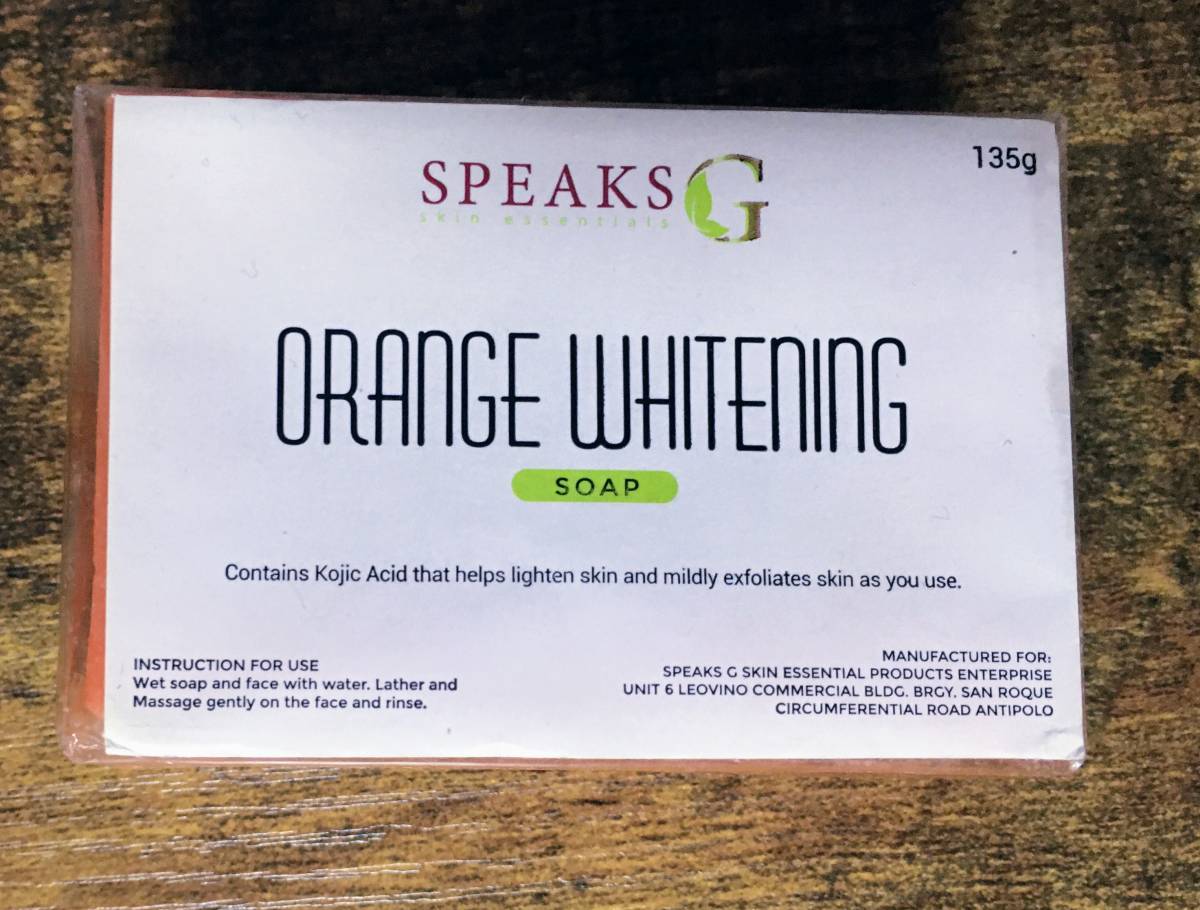 135g
SPEAKS G
skin essentials
ORANGE WHITENING
SOAP
Contains Kojic Acid that helps lighten skin and mildly exfoliates skin as you use.
INSTRUCTION FOR USE
Wet soap and face with water. Lather and
Massage gently on the face and rinse.
MANUFACTURED FOR:
SPEAKS G SKIN ESSENTIAL PRODUCTS ENTERPRISE
UNIT 6 LEOVINO COMMERCIAL BLDG. BRGY. SAN ROQUE
CIRCUMFERENTIAL ROAD ANTIPOLO